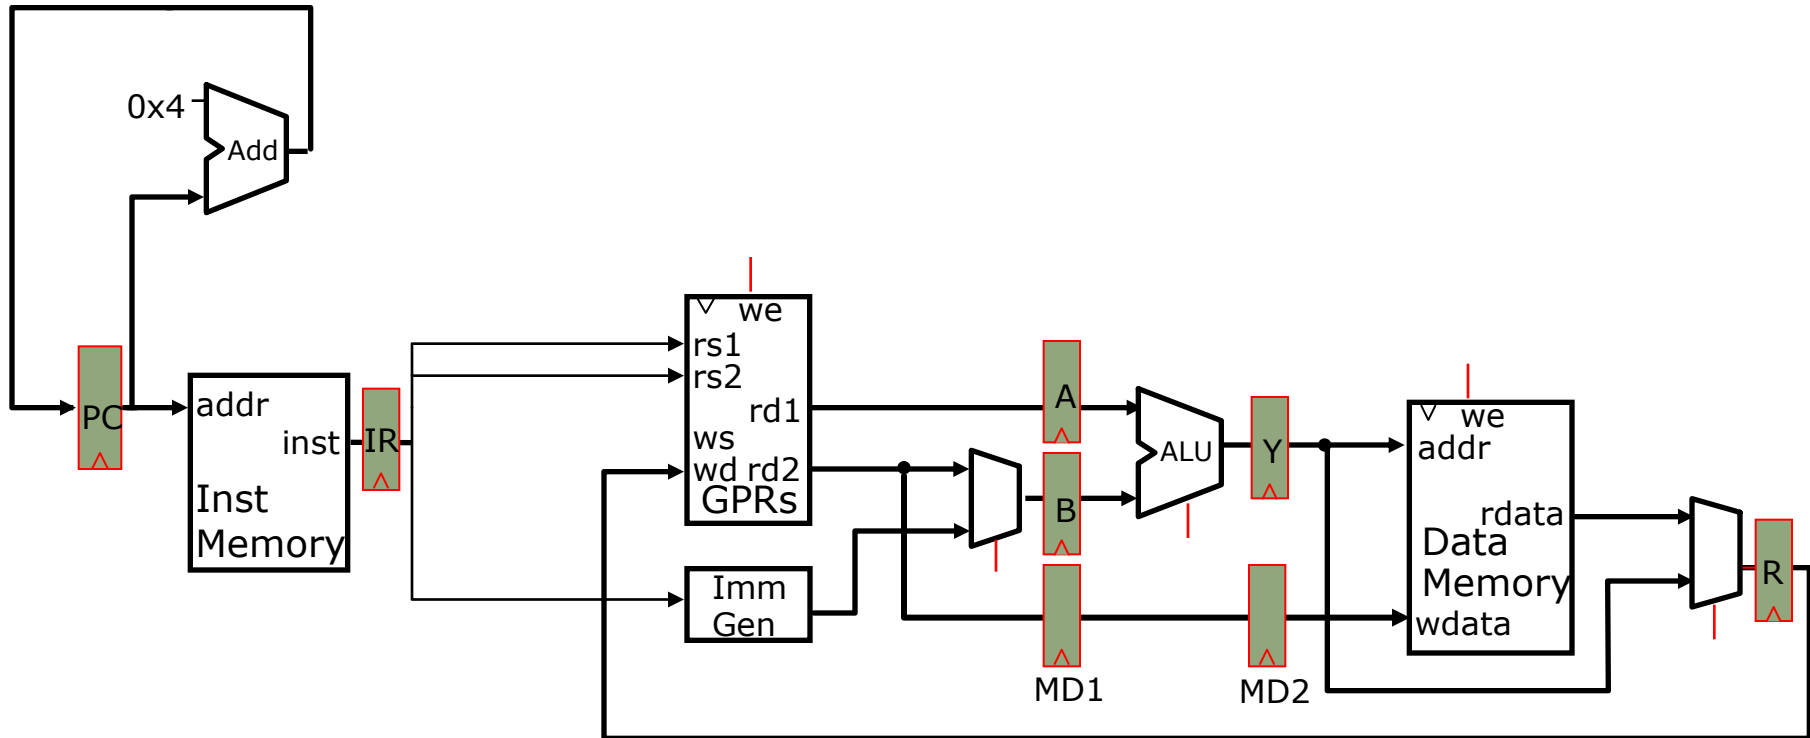 0x4
Add
PC
addr
inst
Inst
Memory
IR
we
rs1
rs2
rd1
ws
wd rd2
GPRs
Imm
Gen
A
B
MD1
ALU
Y
MD2
we
addr
rdata
Data
Memory
wdata
R